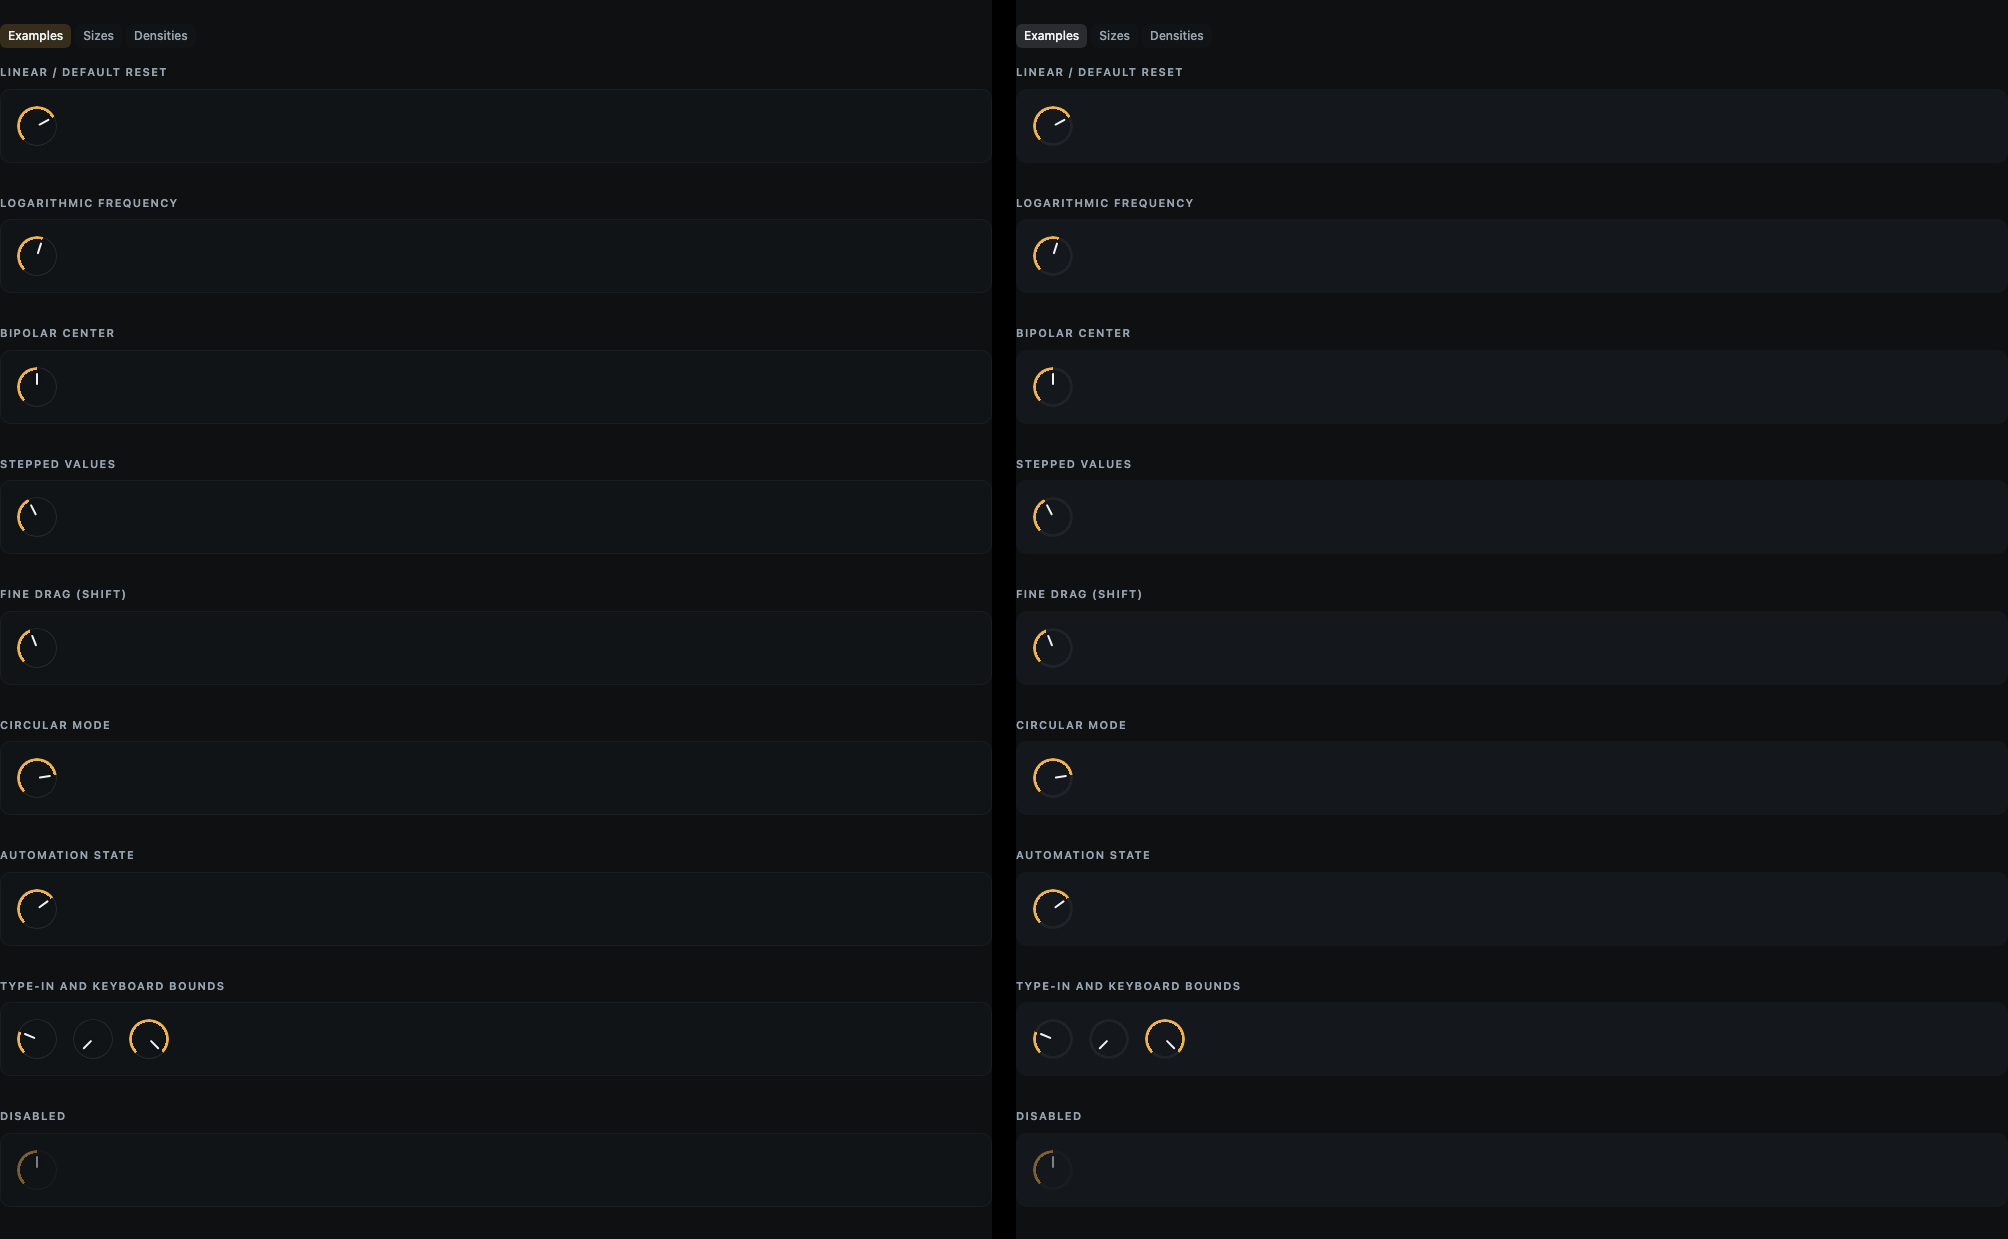 Examples Sizes Densities
LINEAR / DEFAULT RESET
LOGARITHMIC FREQUENCY
BIPOLAR CENTER
STEPPED VALUES
FINE DRAG (SHIFT)
CIRCULAR MODE
AUTOMATION STATE
TYPE-IN AND KEYBOARD BOUNDS
DISABLED
Examples Sizes Densities
LINEAR / DEFAULT RESET
LOGARITHMIC FREQUENCY
BIPOLAR CENTER
STEPPED VALUES
FINE DRAG (SHIFT)
CIRCULAR MODE
AUTOMATION STATE
TYPE-IN AND KEYBOARD BOUNDS
DISABLED